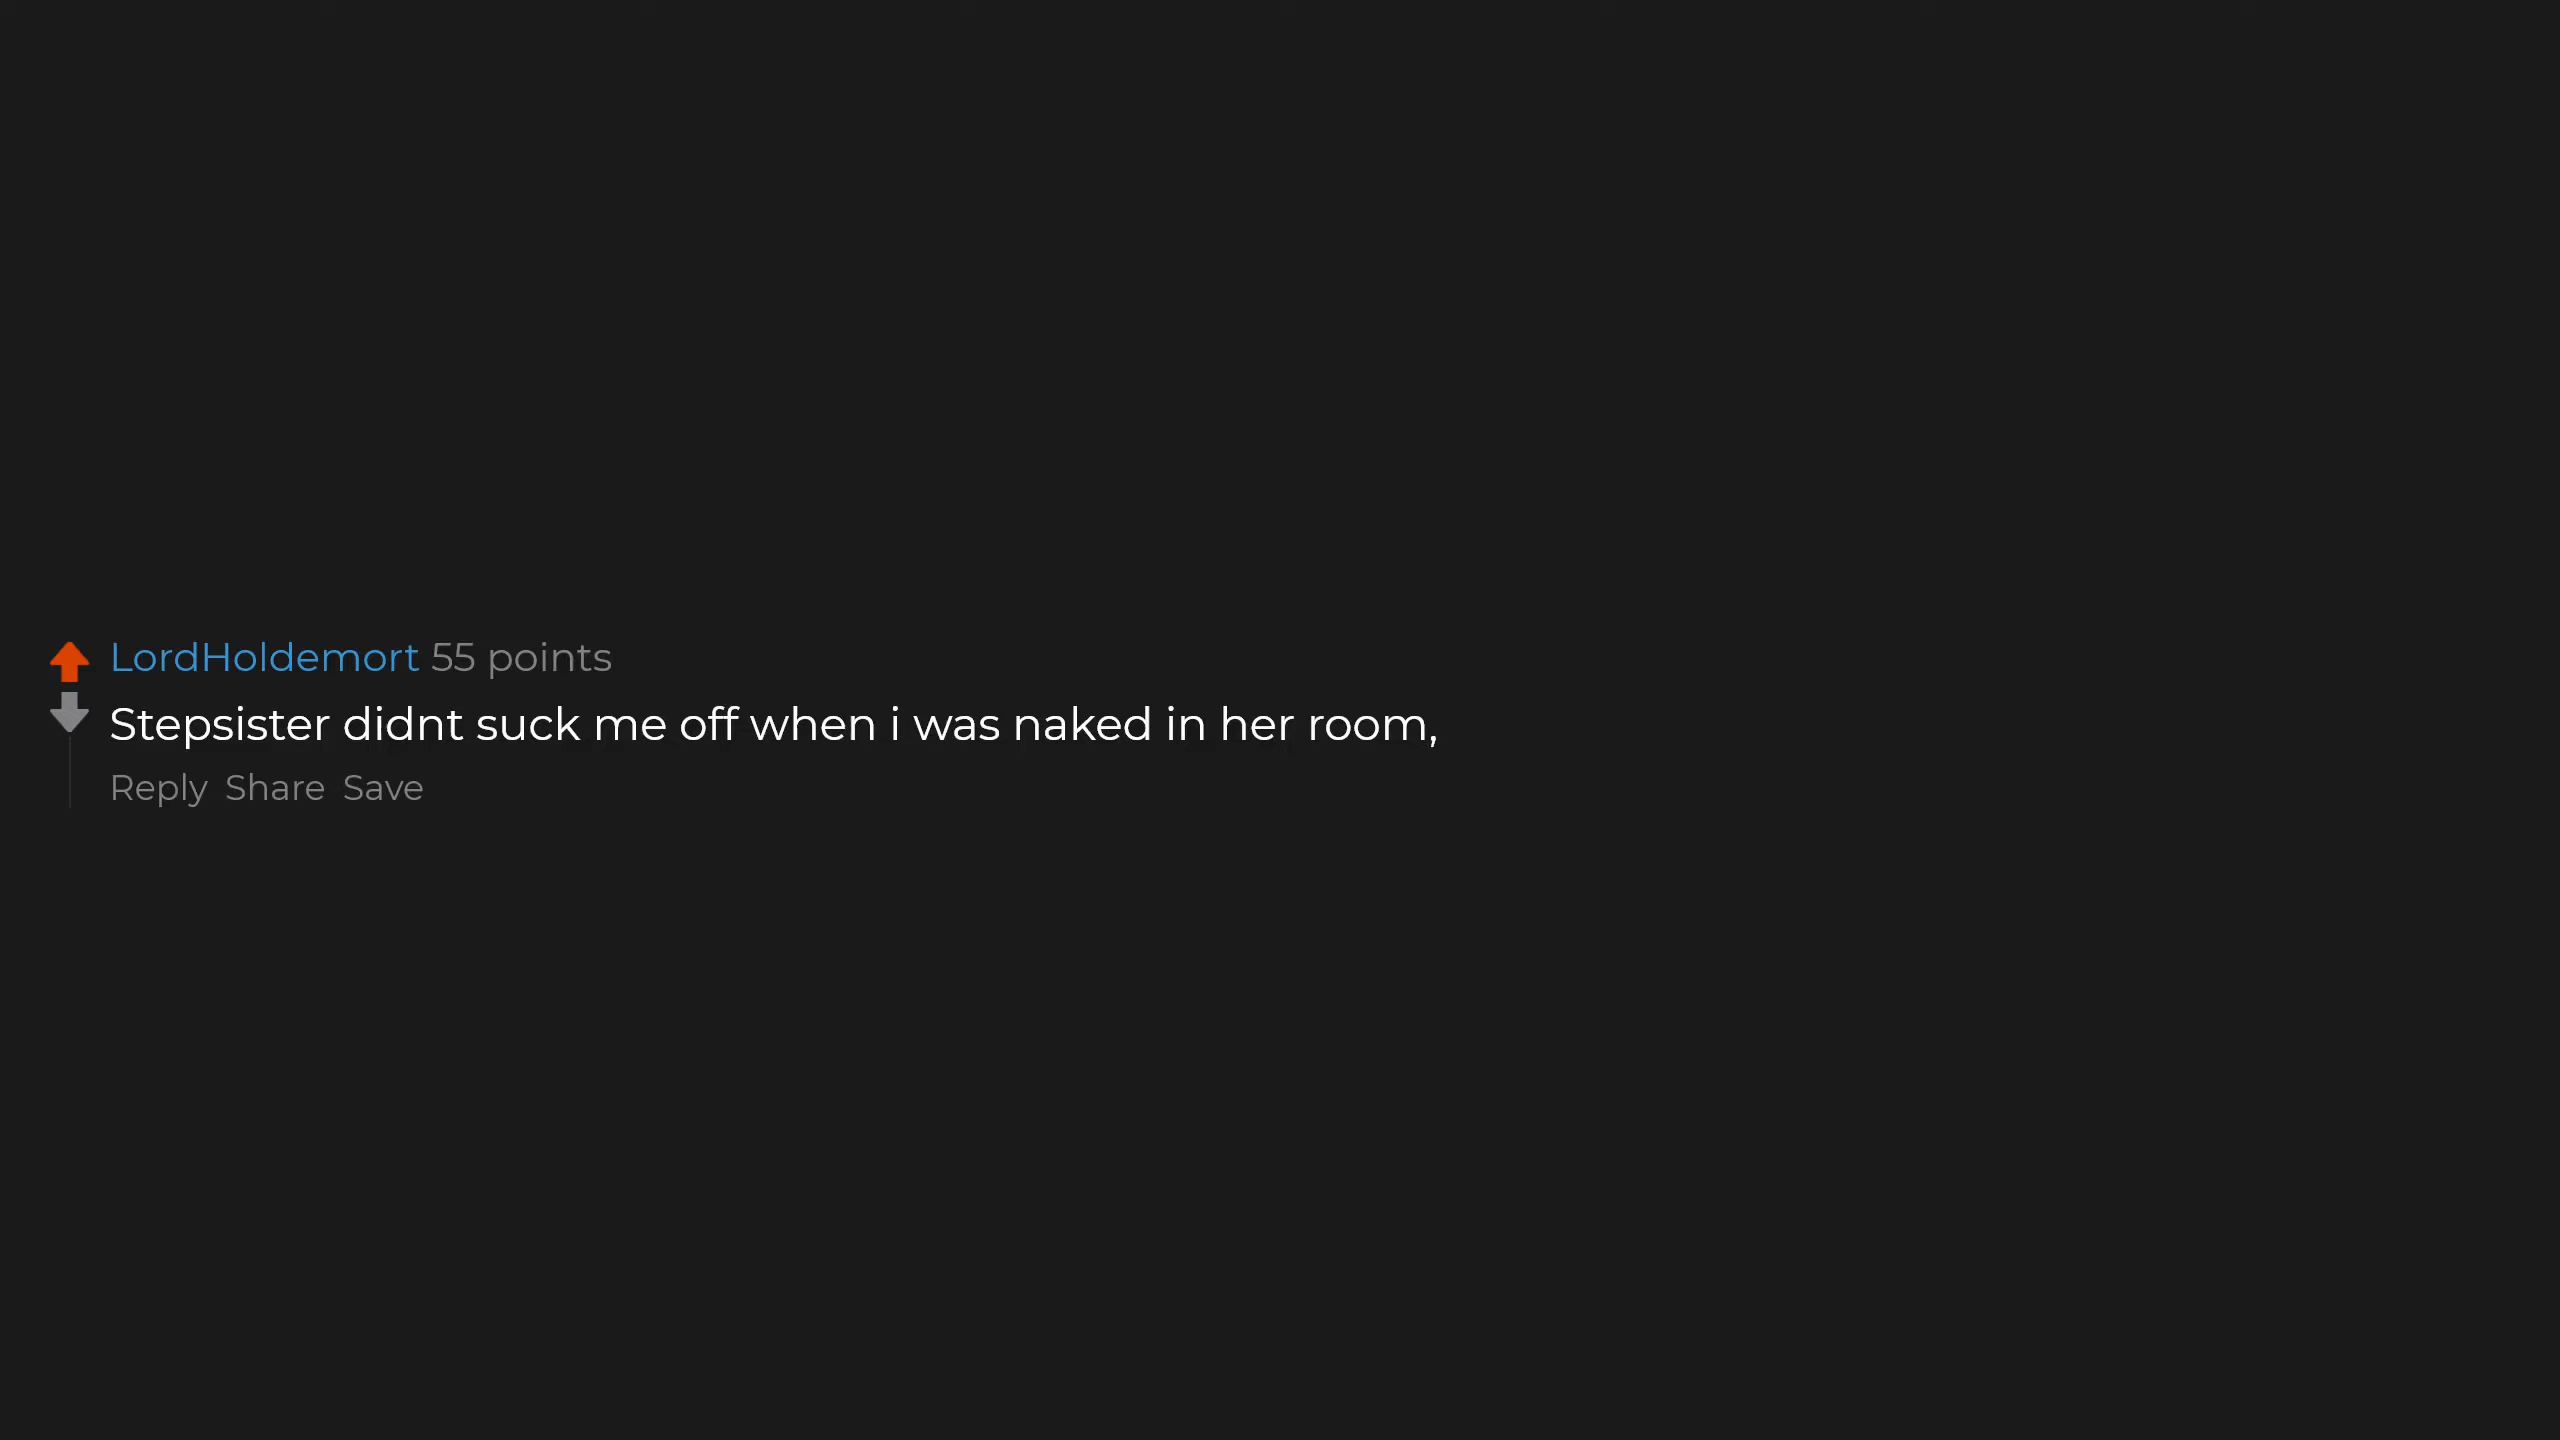 LordHoldemort 55 points
Stepsister didnt suck me off when i was naked in her room,
Reply Share Save